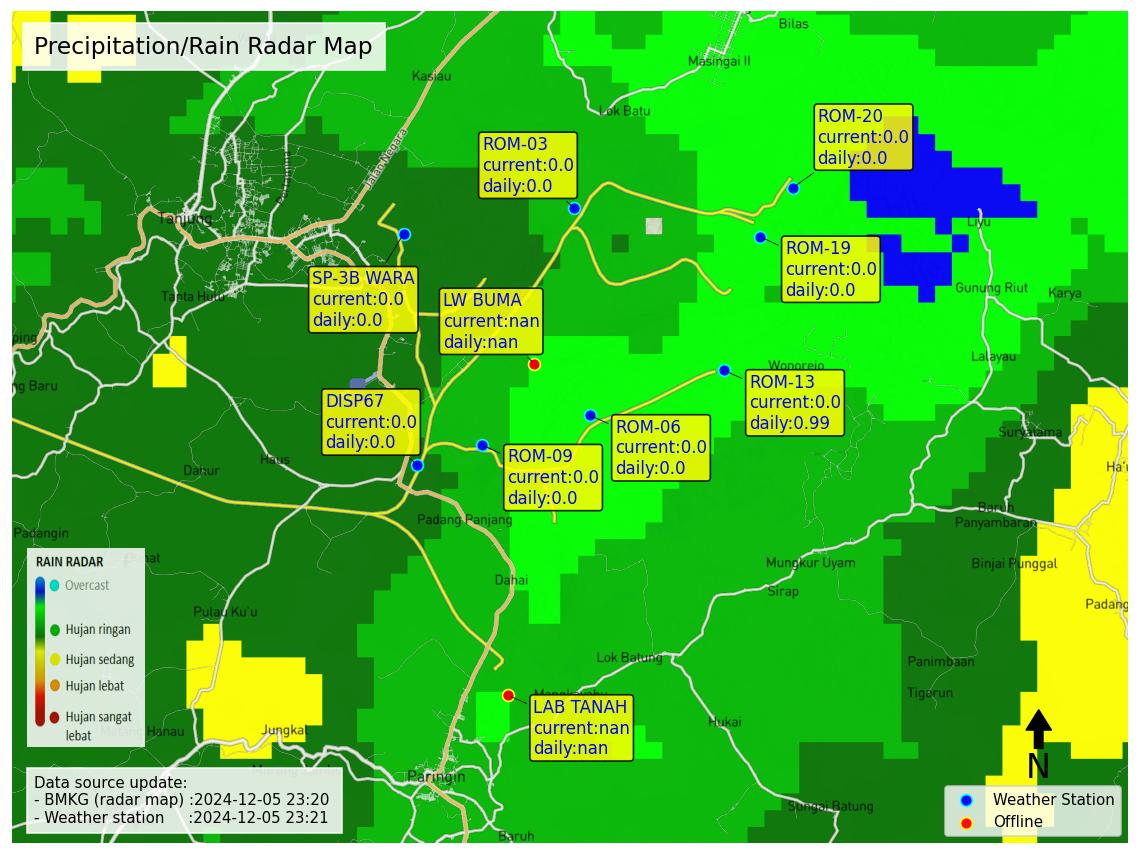 Precipitation/Rain Radar Map
Bilas
Masingai II
Kasiau
Lok Batu
Jalan Negara
ROM-20
current:0.0
daily:0.0
ROM-03
current:0.0
daily:0.0
Tanjung
Liyu
ROM-19
current:0.0
daily:0.0
SP-3B WARA
current:0.0
daily:0.0
LW BUMA
current:nan
daily:nan
Tanta Hulu
Gunung Riut
Karya
ping
Lalayau
Wonorejo
ng Baru
ROM-13
current:0.0
daily:0.99
DISP67
current:0.0
daily:0.0
ROM-06
current:0.0
daily:0.0
Suryatama
ROM-09
current:0.0
daily:0.0
Haus
Dahur
Ha'u
Baruh
Panyambaran
Padang Panjang
Padangin
Mungkur Uyam
Binjai Punggal
Dahai
Sirap
Padang
Pulau Ku'u
RAIN RADAR
Overcast
Hujan ringan
Hujan sedang
Hujan lebat
Hujan sangat
lebat
Lok Batung
Panimbaan
Tigarun
LAB TANAH
current:nan
daily:nan
Hukai
Hanau
Jungkal
Paringin
N
Sungai Batung
Baruh
Data source update:
- BMKG (radar map) :2024-12-05 23:20
- Weather station :2024-12-05 23:21
Weather Station
Offline